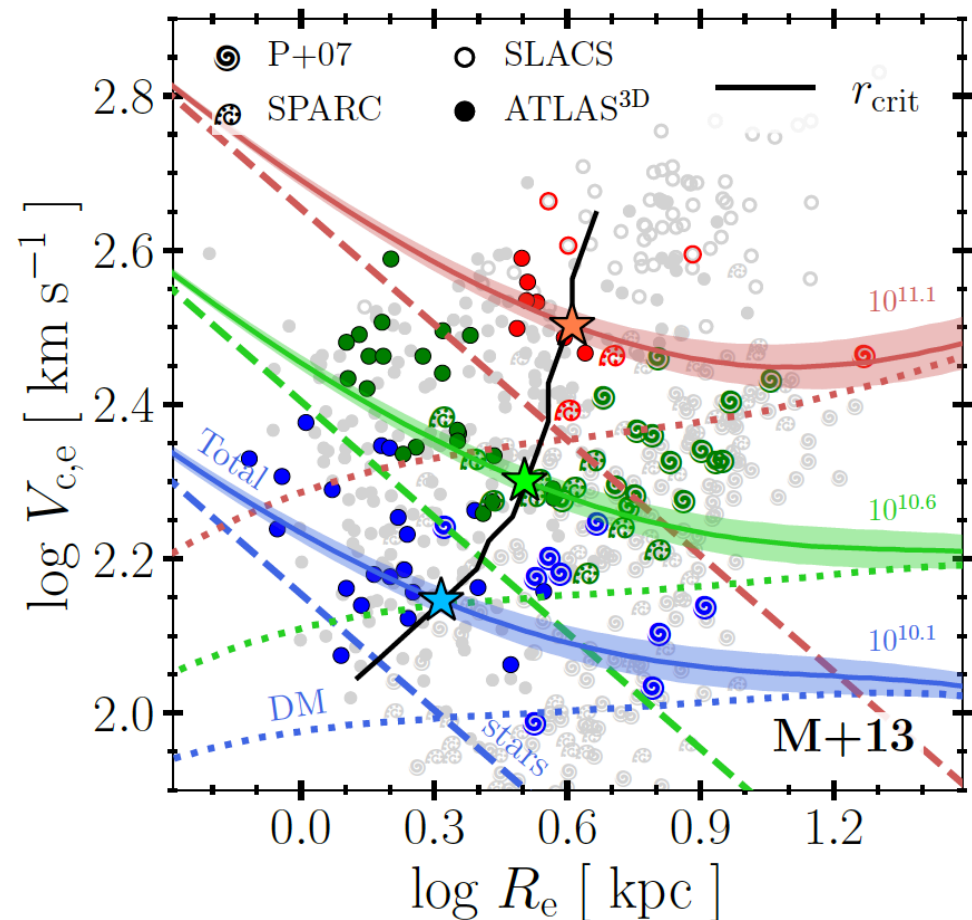 P+07
SLACS
r_crit
SPARC
ATLAS³ᴰ
2.8
2.6
2.4
2.2
2.0
log V_c,e [ km s⁻¹ ]
10^11.1
10^10.6
10^10.1
Total
DM
stars
M+13
0.0 0.3 0.6 0.9 1.2
log R_e [ kpc ]